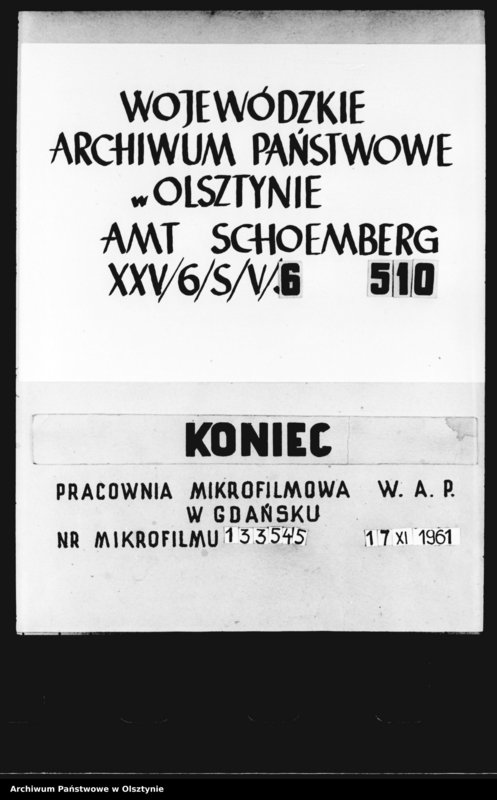 WOJEWÓDZKIE
ARCHIWUM PAŃSTWOWE
w OLSZTYNIE
AMT SCHOEMBERG
XXV/6/S/V/.6 510
KONIEC
PRACOWNIA MIKROFILMOWA W. A. P.
W GDAŃSKU
NR MIKROFILMU 133545 17 XI 1961
Archiwum Państwowe w Olsztynie